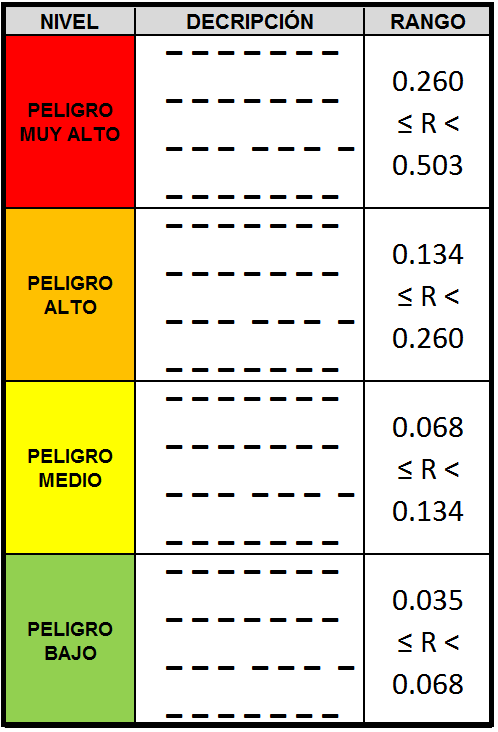 NIVEL DECRIPCIÓN RANGO
PELIGRO
MUY ALTO
_ _ _ _ _ _ _
_ _ _ _ _ _ _
_ _ _ _ _ _ _
_ _ _ _ _ _ _
0.260
≤ R <
0.503
PELIGRO
ALTO
_ _ _ _ _ _ _
_ _ _ _ _ _ _
_ _ _ _ _ _ _
_ _ _ _ _ _ _
0.134
≤ R <
0.260
PELIGRO
MEDIO
_ _ _ _ _ _ _
_ _ _ _ _ _ _
_ _ _ _ _ _ _
_ _ _ _ _ _ _
0.068
≤ R <
0.134
PELIGRO
BAJO
_ _ _ _ _ _ _
_ _ _ _ _ _ _
_ _ _ _ _ _ _
_ _ _ _ _ _ _
0.035
≤ R <
0.068